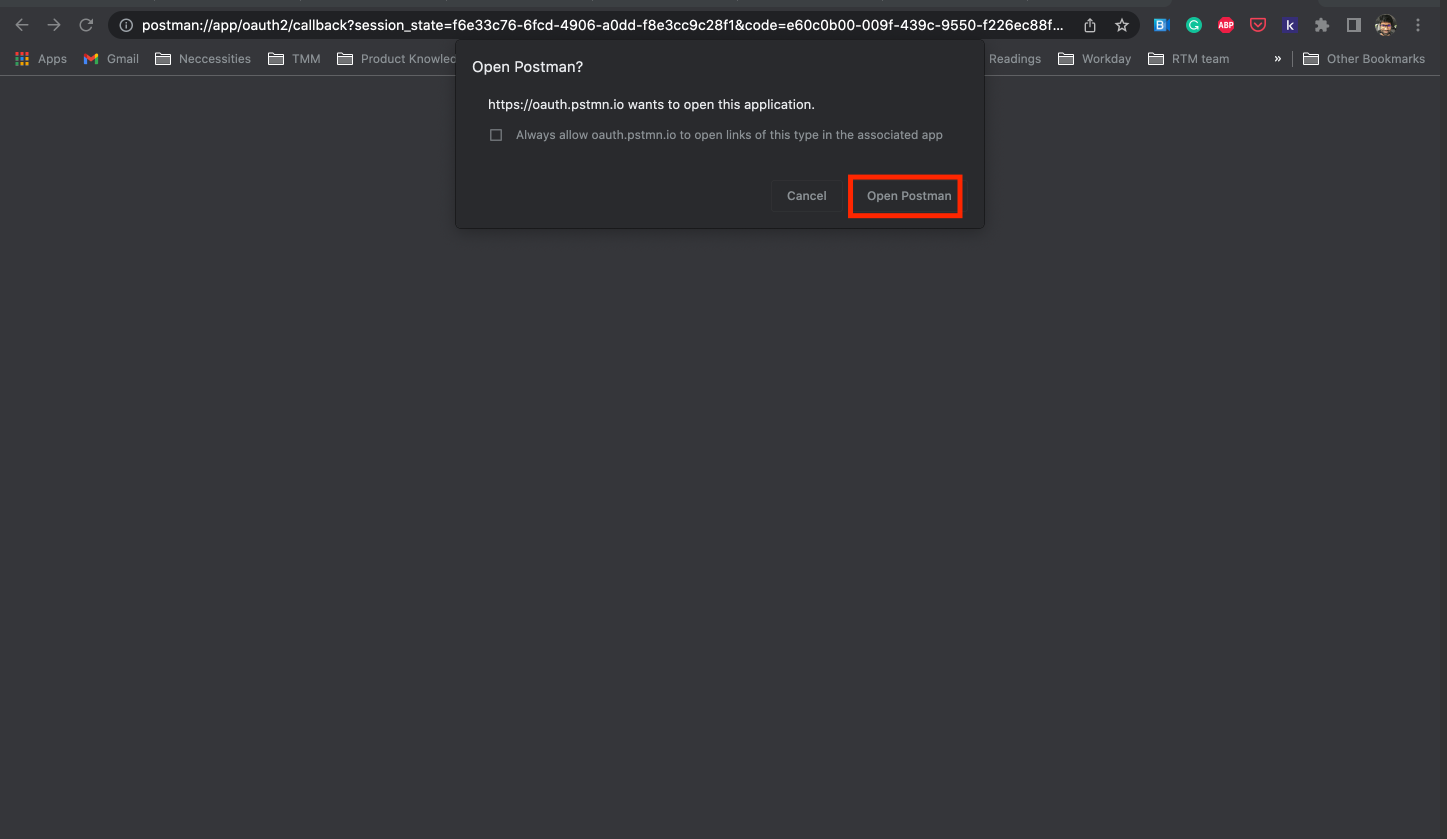 postman://app/oauth2/callback?session_state=f6e33c76-6fcd-4906-a0dd-f8e3cc9c28f1&code=e60c0b00-009f-439c-9550-f226ec88f...
B
G
ABP
k
Apps
Gmail
Neccessities
TMM
Product Knowled
Readings
Workday
RTM team
»
Other Bookmarks
Open Postman?
https://oauth.pstmn.io wants to open this application.
Always allow oauth.pstmn.io to open links of this type in the associated app
Cancel
Open Postman